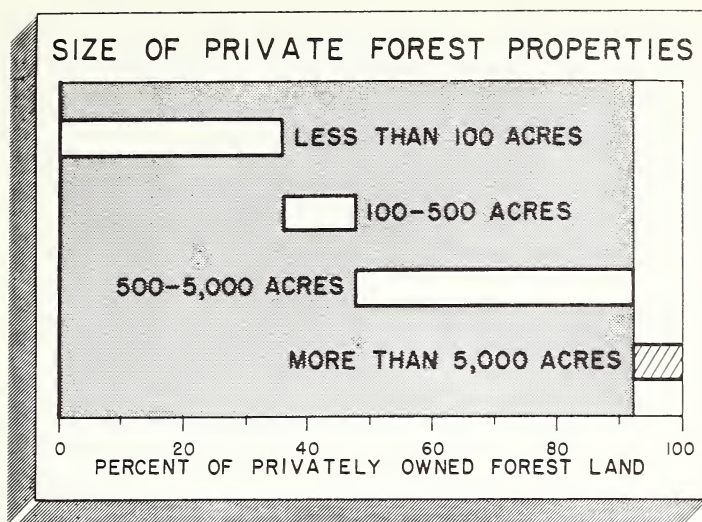 SIZE OF PRIVATE FOREST PROPERTIES
LESS THAN 100 ACRES
100-500 ACRES
500-5,000 ACRES
MORE THAN 5,000 ACRES
0 20 40 60 80 100
PERCENT OF PRIVATELY OWNED FOREST LAND